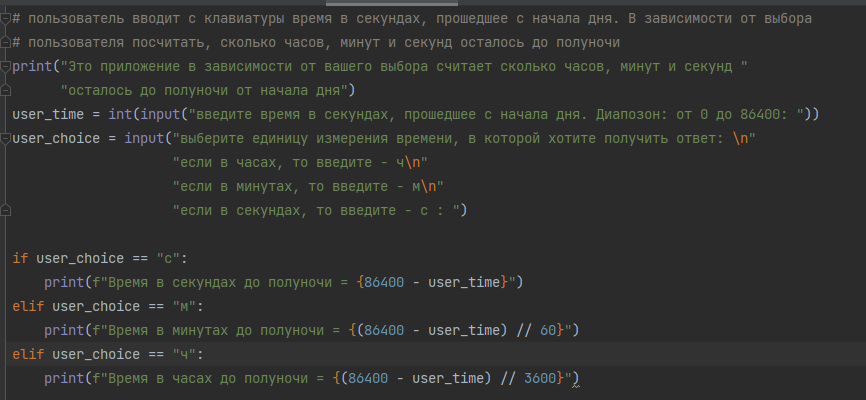 # пользователь вводит с клавиатуры время в секундах, прошедшее с начала дня. В зависимости от выбора
# пользователя посчитать, сколько часов, минут и секунд осталось до полуночи
print("Это приложение в зависимости от вашего выбора считает сколько часов, минут и секунд "
      "осталось до полуночи от начала дня")
user_time = int(input("введите время в секундах, прошедшее с начала дня. Диапозон: от 0 до 86400: "))
user_choice = input("выберите единицу измерения времени, в которой хотите получить ответ: \n"
                    "если в часах, то введите - ч\n"
                    "если в минутах, то введите - м\n"
                    "если в секундах, то введите - с : ")

if user_choice == "с":
    print(f"Время в секундах до полуночи = {86400 - user_time}")
elif user_choice == "м":
    print(f"Время в минутах до полуночи = {(86400 - user_time) // 60}")
elif user_choice == "ч":
    print(f"Время в часах до полуночи = {(86400 - user_time) // 3600}")